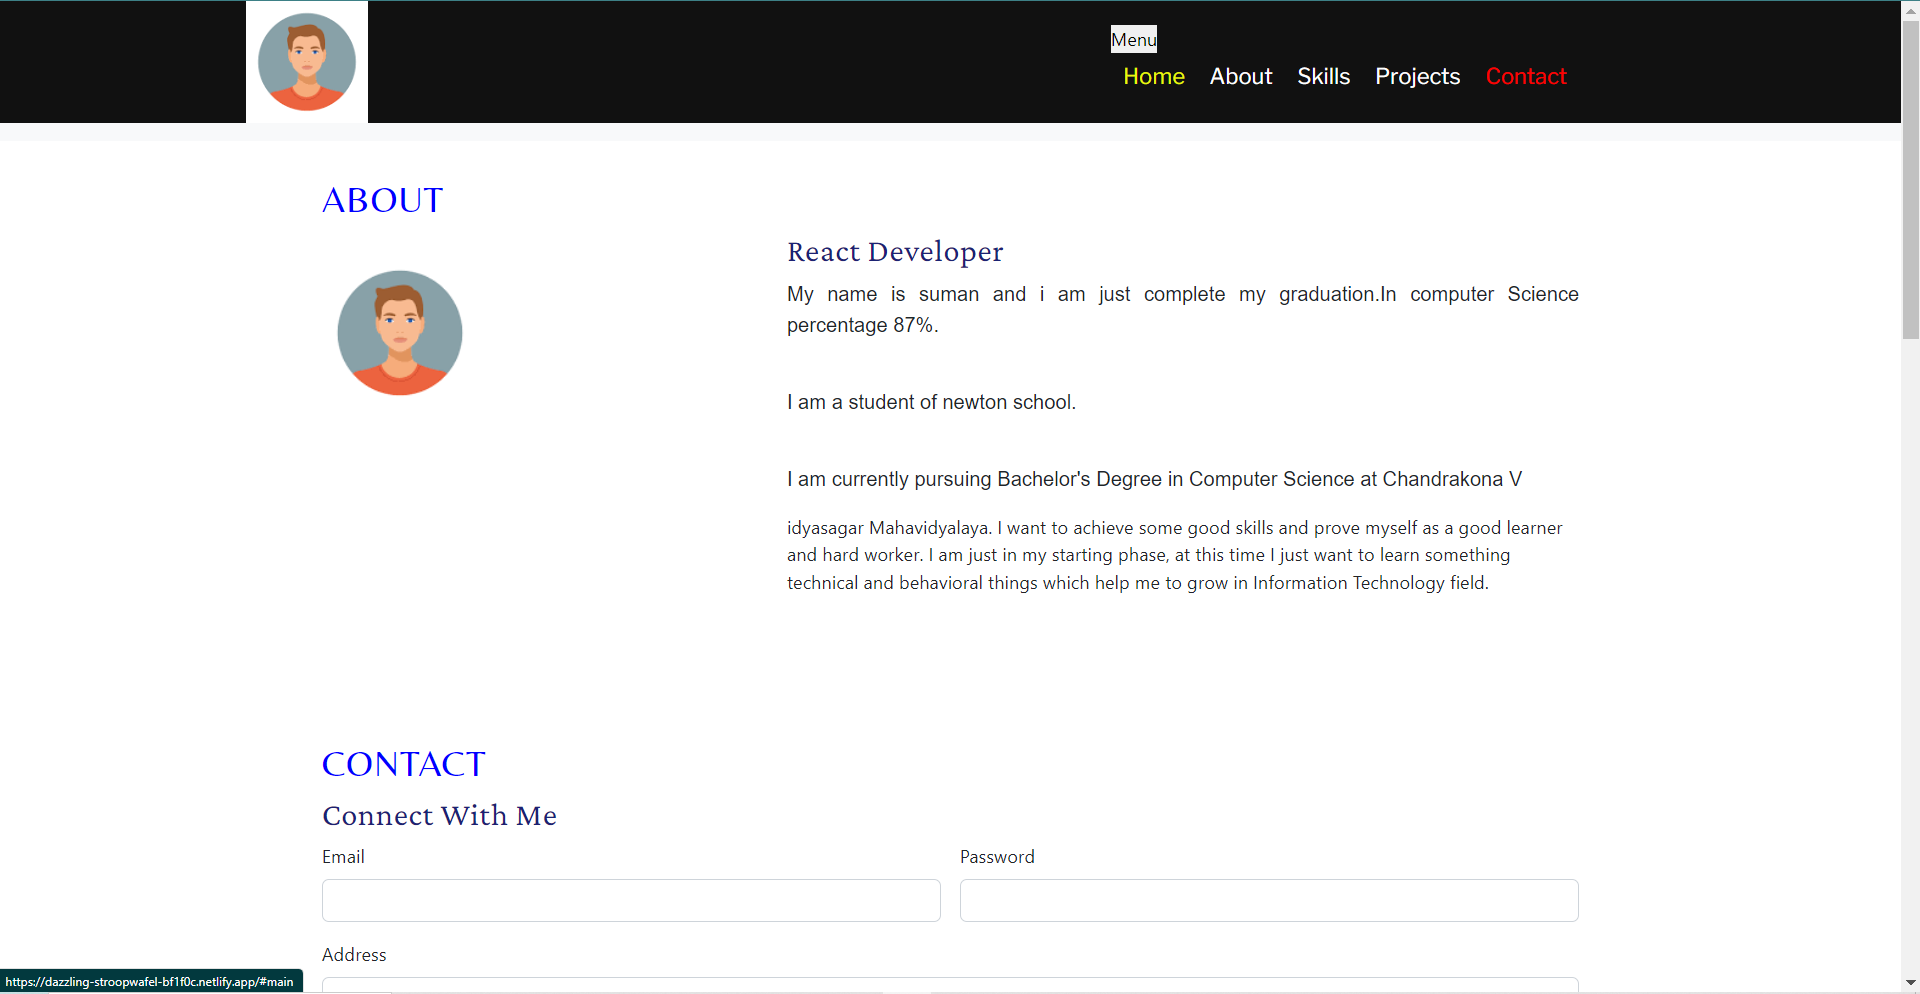 Menu
Home About Skills Projects Contact
ABOUT
React Developer
My name is suman and i am just complete my graduation.In computer Science
percentage 87%.
I am a student of newton school.
I am currently pursuing Bachelor's Degree in Computer Science at Chandrakona V
idyasagar Mahavidyalaya. I want to achieve some good skills and prove myself as a good learner
and hard worker. I am just in my starting phase, at this time I just want to learn something
technical and behavioral things which help me to grow in Information Technology field.
CONTACT
Connect With Me
Email Password
Address
https://dazzling-stroopwafel-bf1f0c.netlify.app/#main